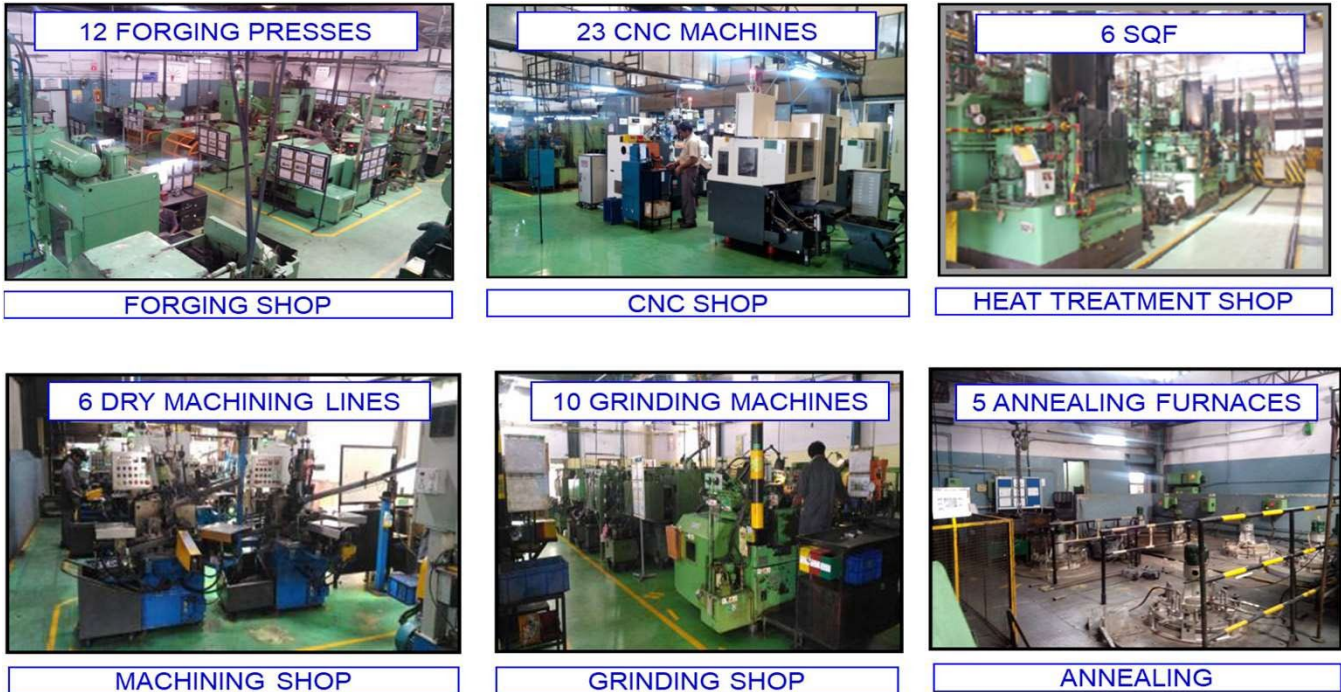 12 FORGING PRESSES
23 CNC MACHINES
6 SQF
FORGING SHOP
CNC SHOP
HEAT TREATMENT SHOP
6 DRY MACHINING LINES
10 GRINDING MACHINES
5 ANNEALING FURNACES
MACHINING SHOP
GRINDING SHOP
ANNEALING